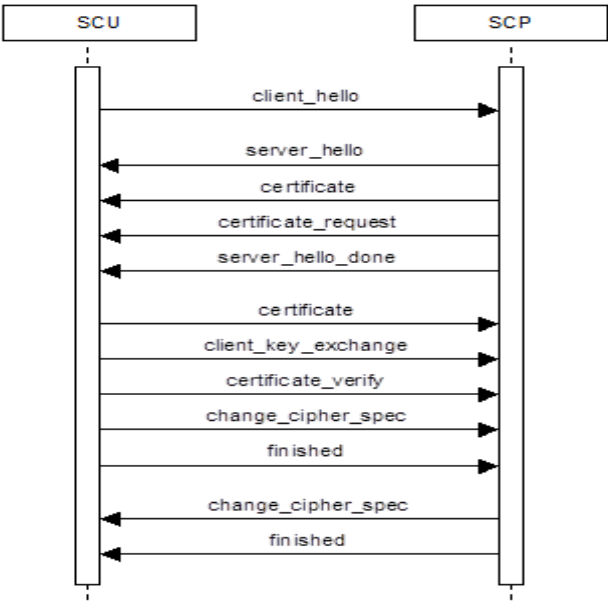 SCU SCP
client_hello
server_hello
certificate
certificate_request
server_hello_done
certificate
client_key_exchange
certificate_verify
change_cipher_spec
finished
change_cipher_spec
finished